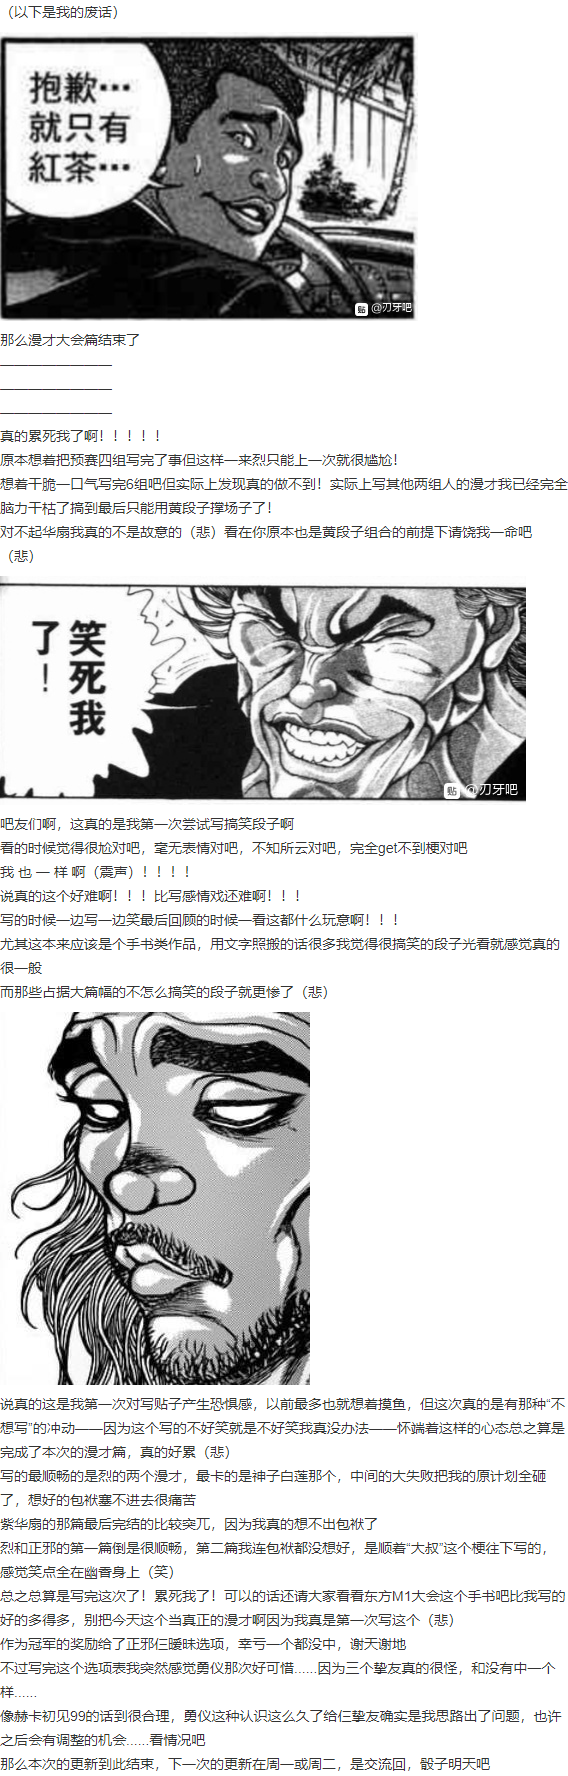 （以下是我的废话）
抱歉…
就只有
紅茶…
贴 @刃牙吧
那么漫才大会篇结束了
————————
————————
————————
真的累死我了啊！！！！！
原本想着把预赛四组写完了事但这样一来烈只能上一次就很尴尬！
想着干脆一口气写完6组吧但实际上发现真的做不到！实际上写其他两组人的漫才我已经完全
脑力干枯了搞到最后只能用黄段子撑场子了！
对不起华扇我真的不是故意的（悲）看在你原本也是黄段子组合的前提下请饶我一命吧
（悲）
笑死我
了！
贴 @刃牙吧
吧友们啊，这真的是我第一次尝试写搞笑段子啊
看的时候觉得很尬对吧，毫无表情对吧，不知所云对吧，完全get不到梗对吧
我 也 一 样 啊（震声）！！！！
说真的这个好难啊！！！比写感情戏还难啊！！！
写的时候一边写一边笑最后回顾的时候一看这都什么玩意啊！！！
尤其这本来应该是个手书类作品，用文字照搬的话很多我觉得很搞笑的段子光看就感觉真的
很一般
而那些占据大篇幅的不怎么搞笑的段子就更惨了（悲）
说真的这是我第一次对写贴子产生恐惧感，以前最多也就想着摸鱼，但这次真的是有那种“不
想写”的冲动——因为这个写的不好笑就是不好笑我真没办法——怀端着这样的心态总之算是
完成了本次的漫才篇，真的好累（悲）
写的最顺畅的是烈的两个漫才，最卡的是神子白莲那个，中间的大失败把我的原计划全砸
了，想好的包袱塞不进去很痛苦
紫华扇的那篇最后完结的比较突兀，因为我真的想不出包袱了
烈和正邪的第一篇倒是很顺畅，第二篇我连包袱都没想好，是顺着“大叔”这个梗往下写的，
感觉笑点全在幽香身上（笑）
总之总算是写完这次了！累死我了！可以的话还请大家看看东方M1大会这个手书吧比我写的
好的多得多，别把今天这个当真正的漫才啊因为我真是第一次写这个（悲）
作为冠军的奖励给了正邪仨暧昧选项，幸亏一个都没中，谢天谢地
不过写完这个选项表我突然感觉勇仪那次好可惜......因为三个挚友真的很怪，和没有中一个
样......
像赫卡初见99的话到很合理，勇仪这种认识这么久了给仨挚友确实是我思路出了问题，也许
之后会有调整的机会......看情况吧
那么本次的更新到此结束，下一次的更新在周一或周二，是交流回，骰子明天吧